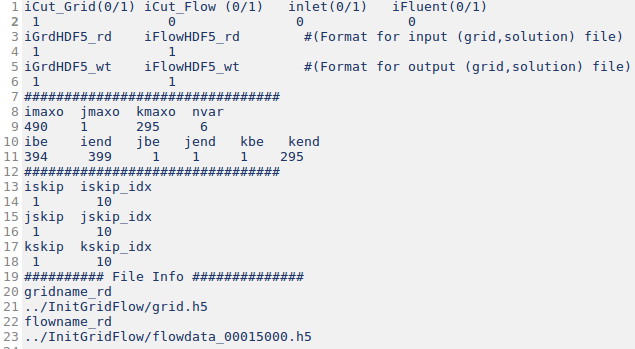 1 iCut_Grid(0/1) iCut_Flow (0/1) inlet(0/1) iFluent(0/1)
2 1 0 0 0
3 iGrdHDF5_rd iFlowHDF5_rd #(Format for input (grid,solution) file)
4 1 1
5 iGrdHDF5_wt iFlowHDF5_wt #(Format for output (grid,solution) file)
6 1 1
7 ################################
8 imaxo jmaxo kmaxo nvar
9 490 1 295 6
10 ibe iend jbe jend kbe kend
11 394 399 1 1 1 295
12 ################################
13 iskip iskip_idx
14 1 10
15 jskip jskip_idx
16 1 10
17 kskip kskip_idx
18 1 10
19 ########## File Info ##############
20 gridname_rd
21 ../InitGridFlow/grid.h5
22 flowname_rd
23 ../InitGridFlow/flowdata_00015000.h5